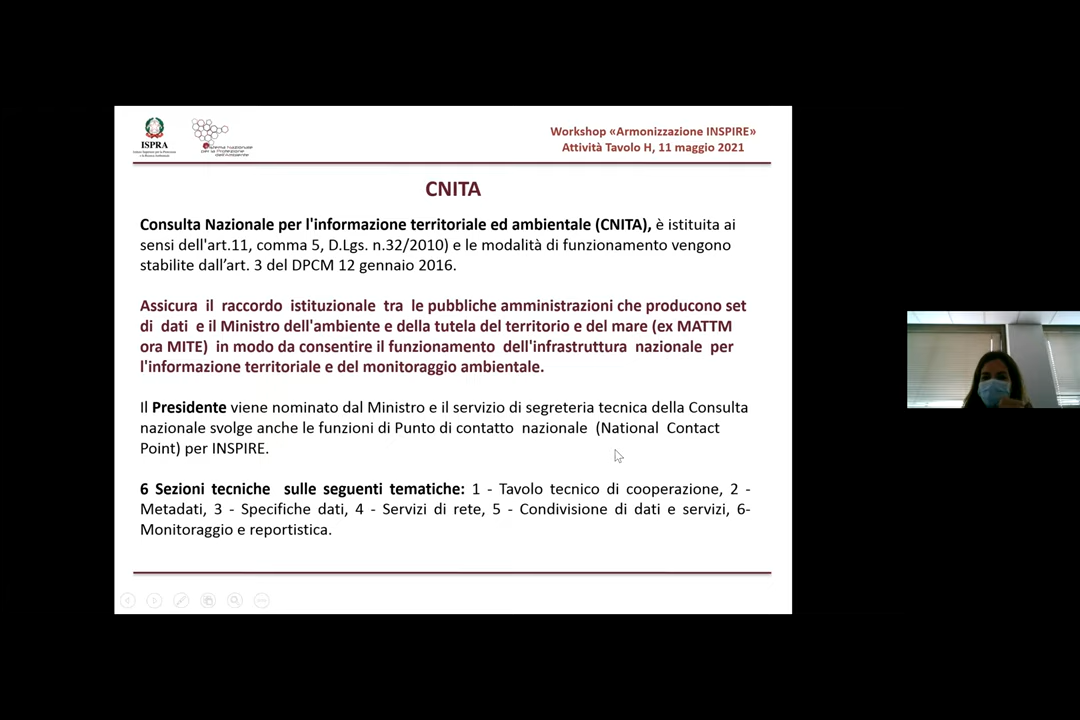 ISPRA
Workshop «Armonizzazione INSPIRE»
Attività Tavolo H, 11 maggio 2021
CNITA
Consulta Nazionale per l'informazione territoriale ed ambientale (CNITA), è istituita ai
sensi dell'art.11, comma 5, D.Lgs. n.32/2010) e le modalità di funzionamento vengono
stabilite dall’art. 3 del DPCM 12 gennaio 2016.
Assicura il raccordo istituzionale tra le pubbliche amministrazioni che producono set
di dati e il Ministro dell'ambiente e della tutela del territorio e del mare (ex MATTM
ora MITE) in modo da consentire il funzionamento dell'infrastruttura nazionale per
l'informazione territoriale e del monitoraggio ambientale.
Il Presidente viene nominato dal Ministro e il servizio di segreteria tecnica della Consulta
nazionale svolge anche le funzioni di Punto di contatto nazionale (National Contact
Point) per INSPIRE.
6 Sezioni tecniche sulle seguenti tematiche: 1 - Tavolo tecnico di cooperazione, 2 -
Metadati, 3 - Specifiche dati, 4 - Servizi di rete, 5 - Condivisione di dati e servizi, 6-
Monitoraggio e reportistica.